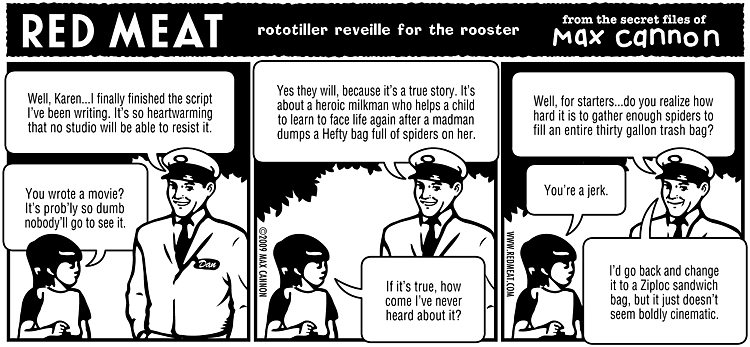 RED MEAT
rototiller reveille for the rooster
from the secret files of
Max Cannon
Well, Karen...I finally finished the script
I've been writing. It's so heartwarming
that no studio will be able to resist it.
You wrote a movie?
It's prob'ly so dumb
nobody'll go to see it.
Dan
Yes they will, because it's a true story. It's
about a heroic milkman who helps a child
to learn to face life again after a madman
dumps a Hefty bag full of spiders on her.
If it's true, how
come I've never
heard about it?
©2009 MAX CANNON
Well, for starters...do you realize how
hard it is to gather enough spiders to
fill an entire thirty gallon trash bag?
You're a jerk.
I'd go back and change
it to a Ziploc sandwich
bag, but it just doesn't
seem boldly cinematic.
WWW.REDMEAT.COM